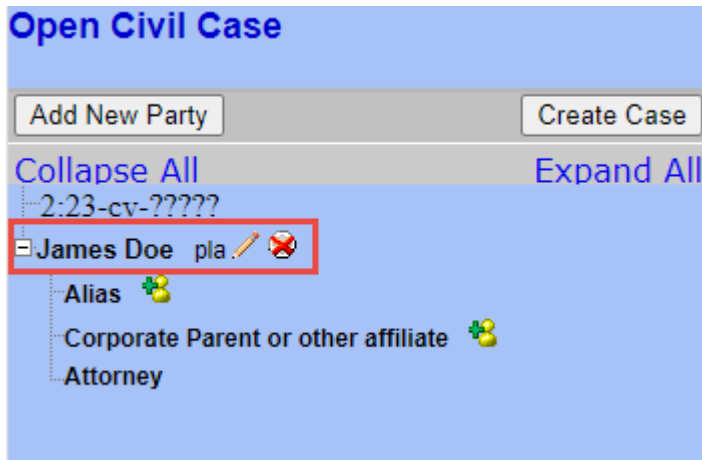 Open Civil Case
Add New Party Create Case
Collapse All Expand All
2:23-cv-?????
James Doe pla
Alias
Corporate Parent or other affiliate
Attorney